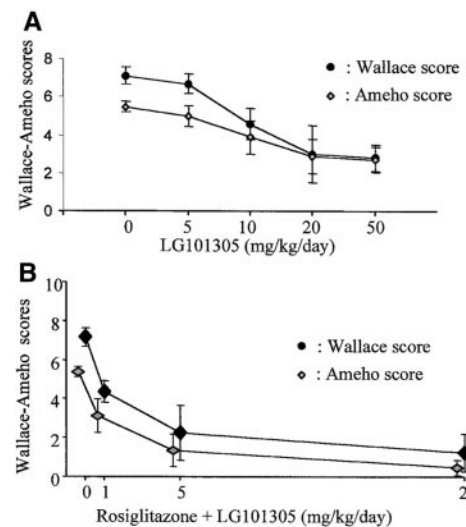 A
Wallace-Ameho scores
8
6
4
2
0
: Wallace score
: Ameho score
0 5 10 20 50
LG101305 (mg/kg/day)
B
Wallace-Ameho scores
10
8
6
4
2
0
: Wallace score
: Ameho score
0 1 5 2
Rosiglitazone + LG101305 (mg/kg/day)